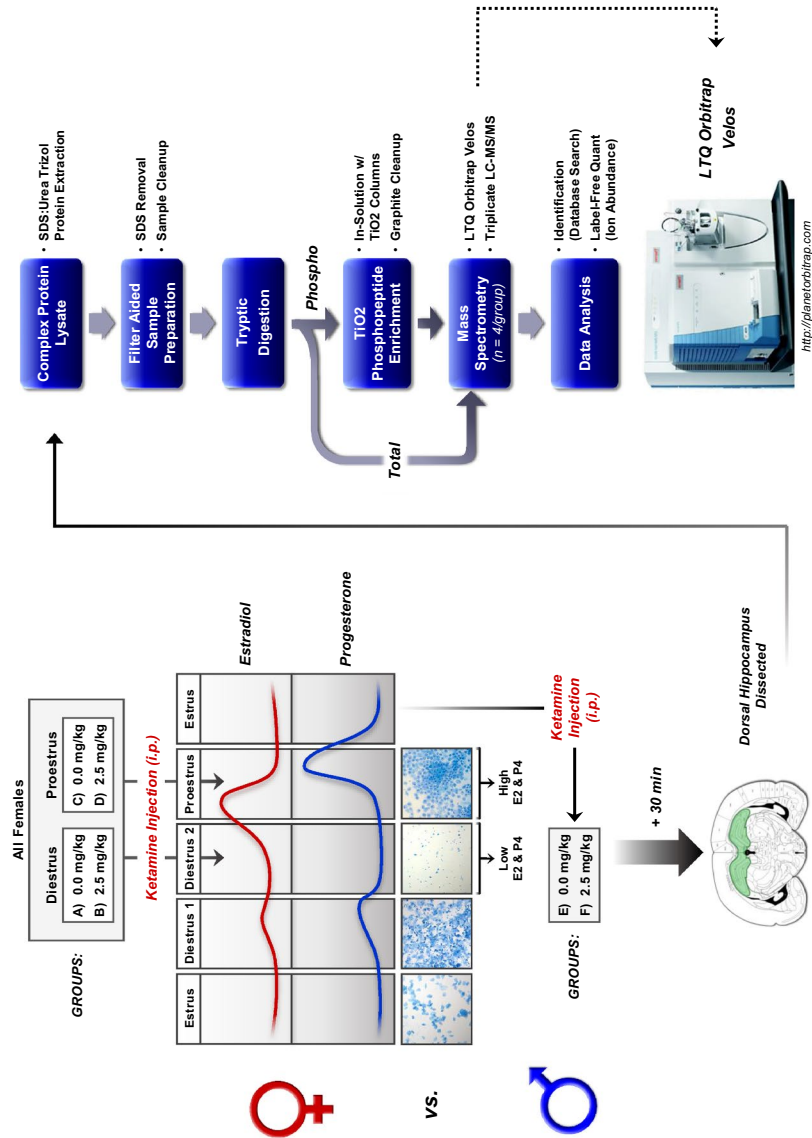 All Females
GROUPS:
Diestrus
A) 0.0 mg/kg
B) 2.5 mg/kg
Proestrus
C) 0.0 mg/kg
D) 2.5 mg/kg
Ketamine Injection (i.p.)
Estrus
Diestrus 1
Diestrus 2
Proestrus
Estrus
Estradiol
Progesterone
Low
E2 & P4
High
E2 & P4
vs.
Ketamine
Injection
(i.p.)
GROUPS:
E) 0.0 mg/kg
F) 2.5 mg/kg
+ 30 min
Dorsal Hippocampus
Dissected
Complex Protein
Lysate
• SDS:Urea Trizol
Protein Extraction
Filter Aided
Sample
Preparation
• SDS Removal
• Sample Cleanup
Tryptic
Digestion
Phospho
Total
TiO2
Phosphopeptide
Enrichment
• In-Solution w/
TiO2 Columns
• Graphite Cleanup
Mass
Spectrometry
(n = 4/group)
• LTQ Orbitrap Velos
• Triplicate LC-MS/MS
Data Analysis
• Identification
(Database Search)
• Label-Free Quant
(Ion Abundance)
LTQ Orbitrap
Velos
http://planetorbitrap.com